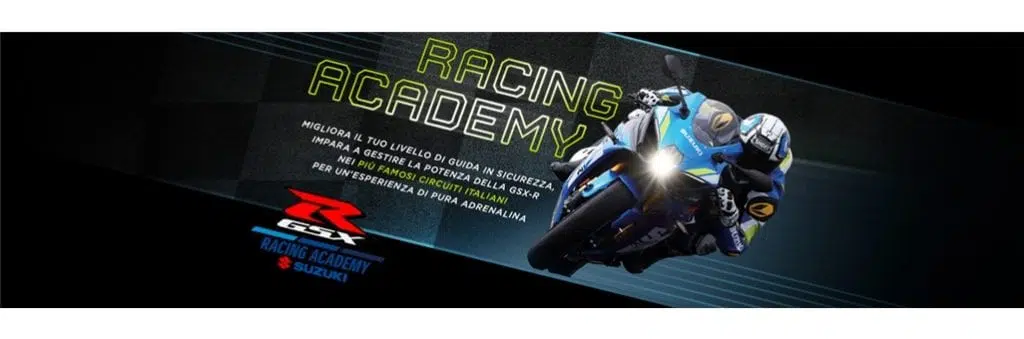 RACING
ACADEMY
MIGLIORA IL TUO LIVELLO DI GUIDA IN SICUREZZA,
IMPARA A GESTIRE LA POTENZA DELLA GSX-R
NEI PIÙ FAMOSI CIRCUITI ITALIANI
PER UN'ESPERIENZA DI PURA ADRENALINA
R
GSX
RACING ACADEMY
SUZUKI
SUZUKI